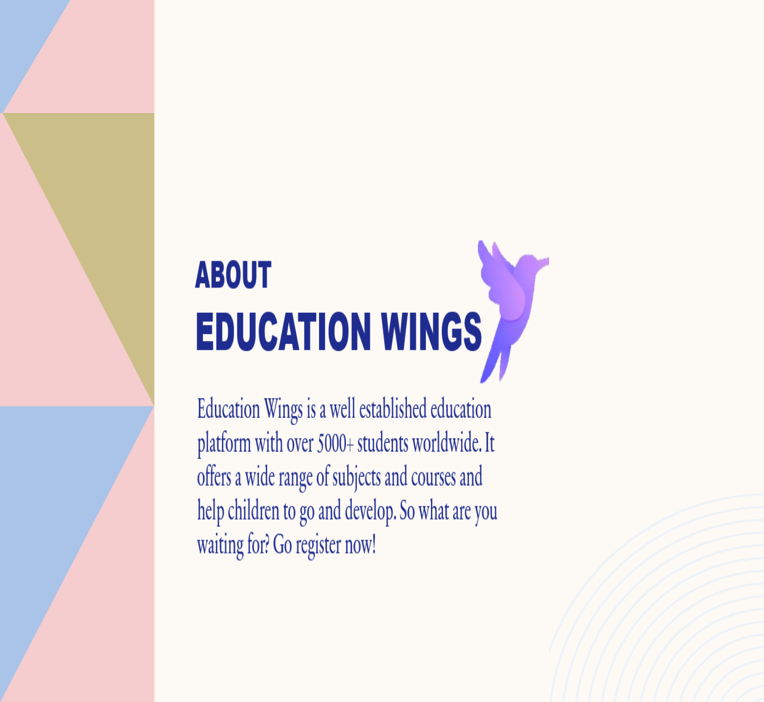 ABOUT
EDUCATION WINGS
Education Wings is a well established education
platform with over 5000+ students worldwide. It
offers a wide range of subjects and courses and
help children to go and develop. So what are you
waiting for? Go register now!